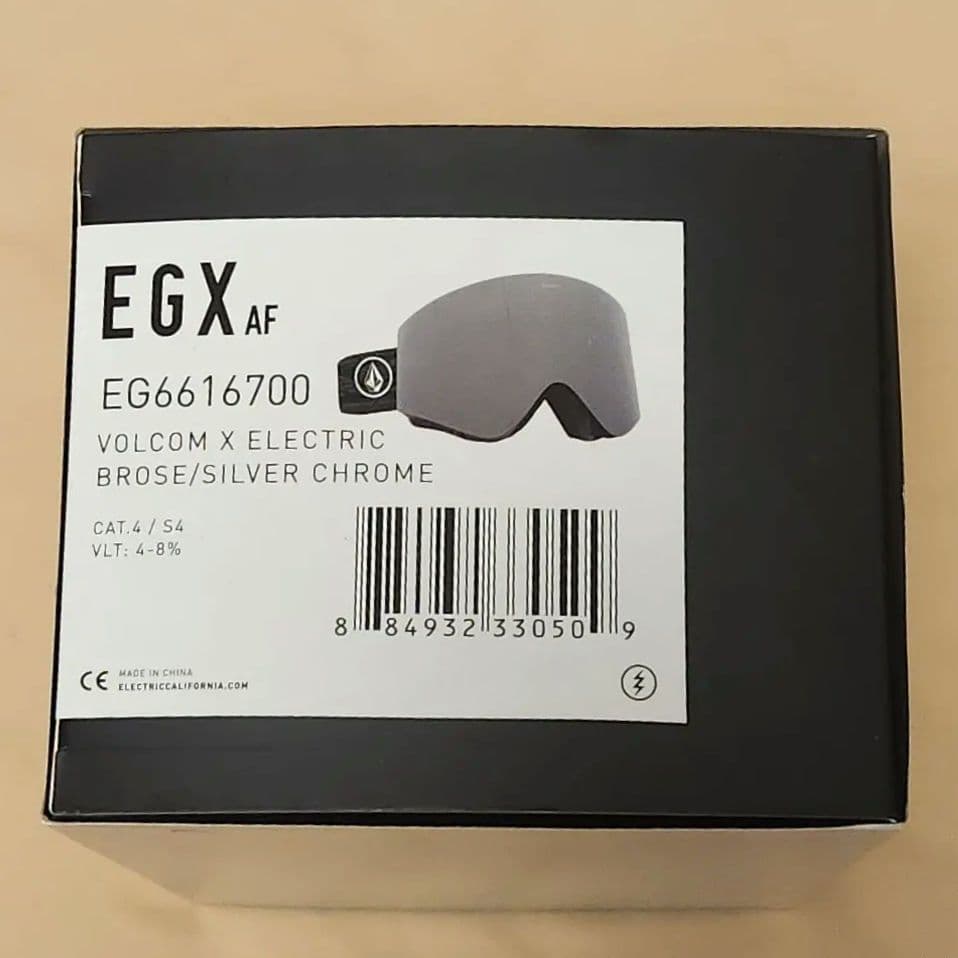 EGX AF
EG6616700
VOLCOM X ELECTRIC
BROSE/SILVER CHROME
CAT.4 / S4
VLT: 4-8%
8 84932 33050 9
CE MADE IN CHINA
ELECTRICCALIFORNIA.COM